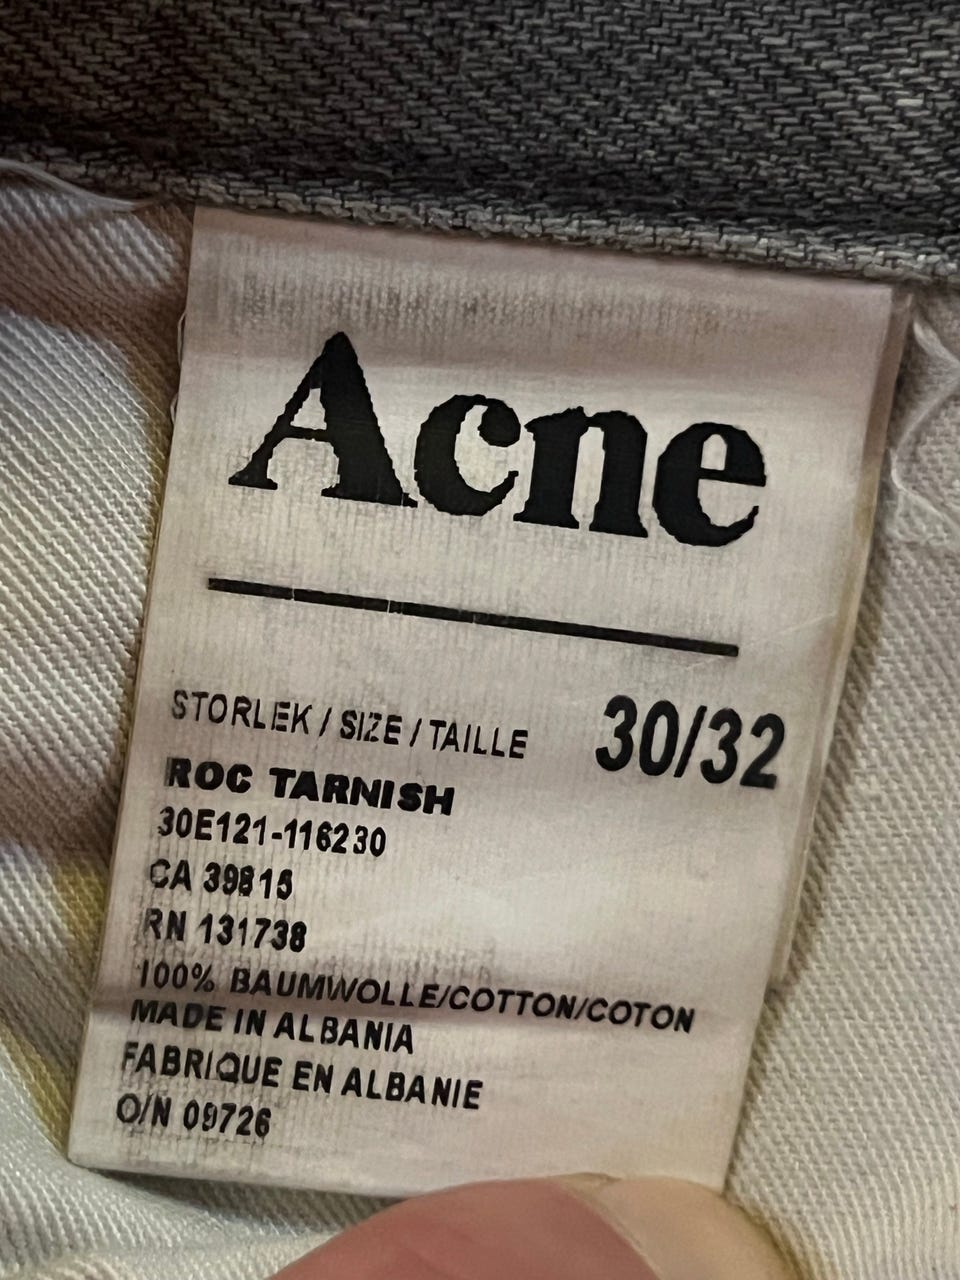 Acne
STORLEK / SIZE / TAILLE 30/32
ROC TARNISH
30E121-116230
CA 39815
RN 131738
100% BAUMWOLLE/COTTON/COTON
MADE IN ALBANIA
FABRIQUE EN ALBANIE
O/N 09726